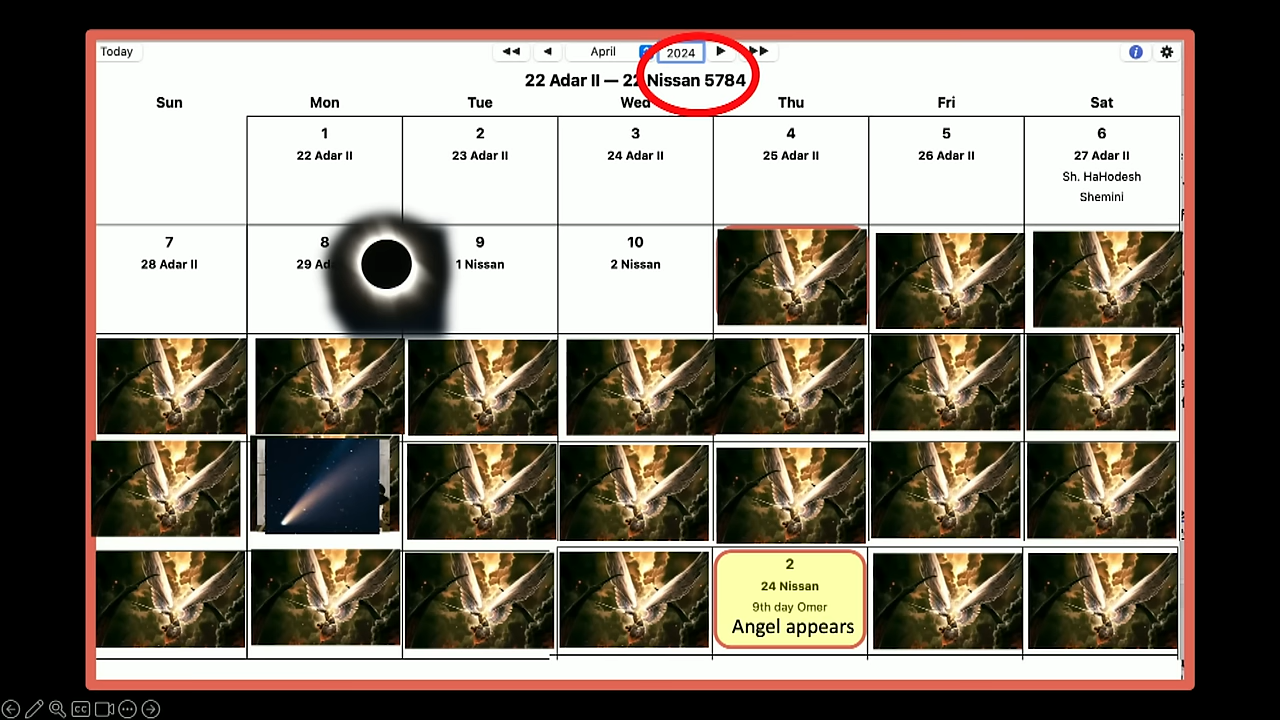 Today
April
2024
22 Adar II — 22 Nissan 5784
Sun Mon Tue Wed Thu Fri Sat
1 2 3 4 5 6
22 Adar II 23 Adar II 24 Adar II 25 Adar II 26 Adar II 27 Adar II
Sh. HaHodesh
Shemini
7 8 9 10
28 Adar II 29 Ad 1 Nissan 2 Nissan
2
24 Nissan
9th day Omer
Angel appears
CC